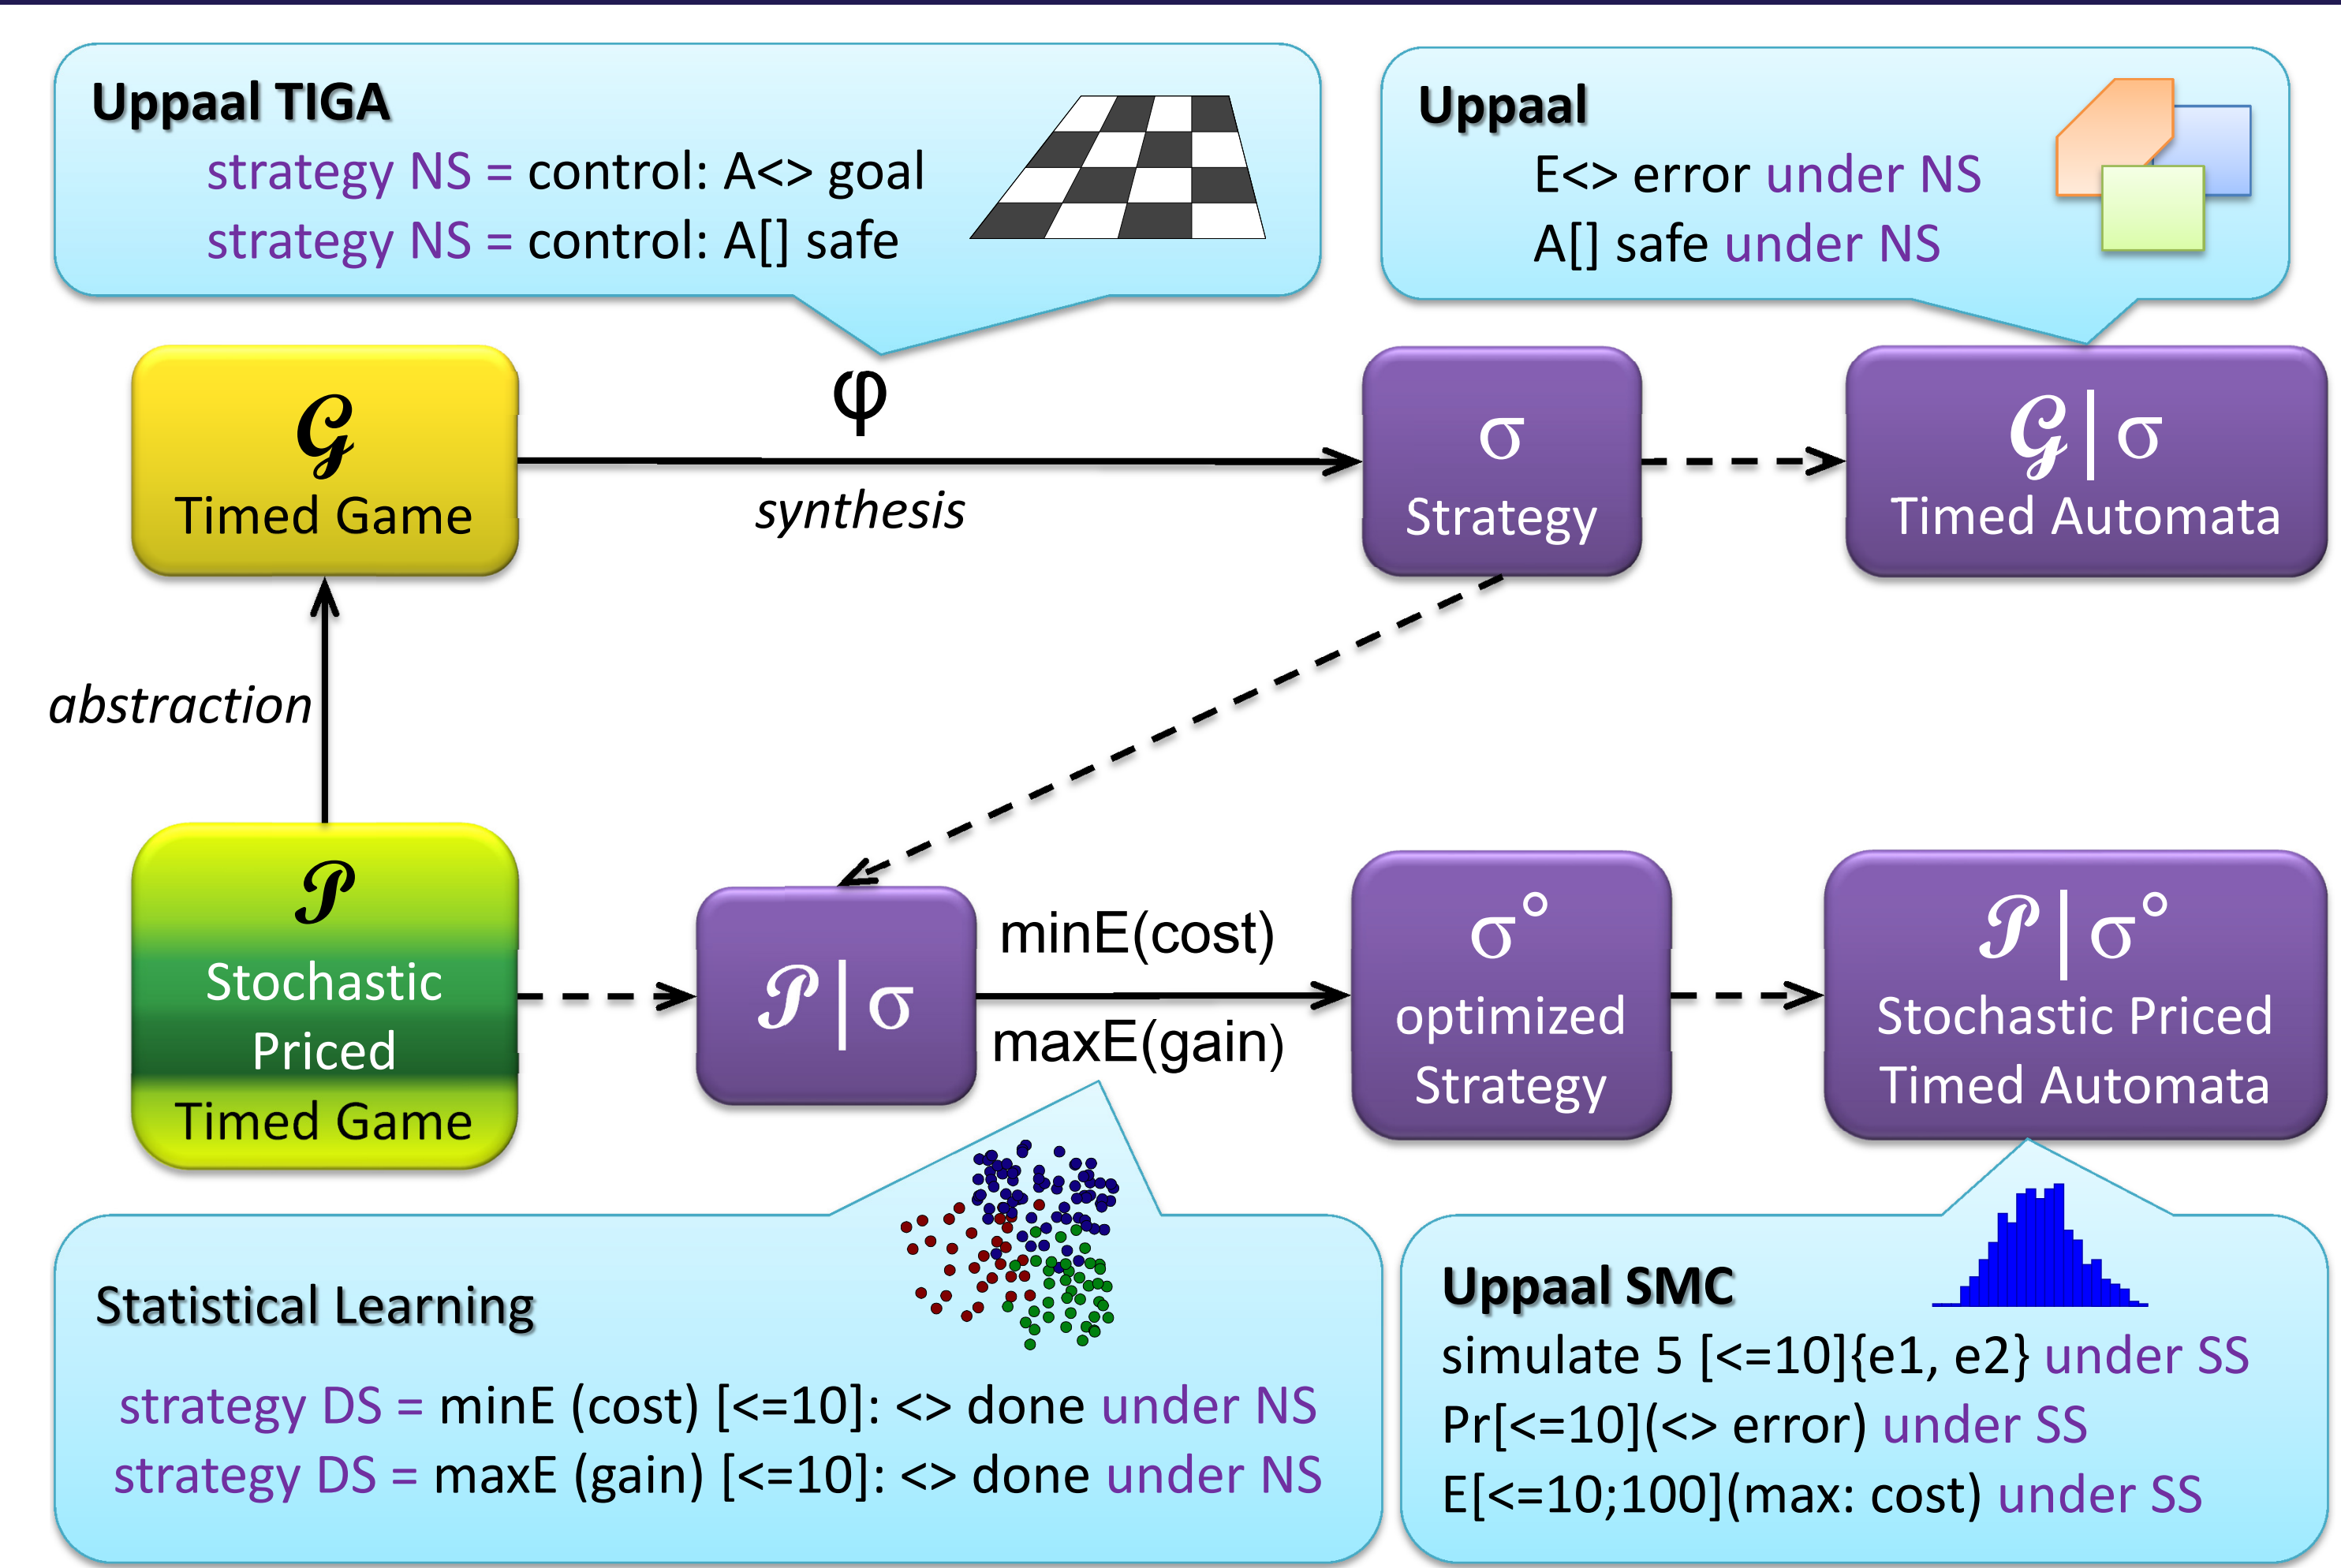 Uppaal TIGA
strategy NS = control: A<> goal
strategy NS = control: A[] safe
Uppaal
E<> error under NS
A[] safe under NS
𝒢
Timed Game
φ
synthesis
σ
Strategy
𝒢|σ
Timed Automata
abstraction
𝒫
Stochastic
Priced
Timed Game
𝒫|σ
minE(cost)
maxE(gain)
σ°
optimized
Strategy
𝒫|σ°
Stochastic Priced
Timed Automata
Statistical Learning
strategy DS = minE (cost) [<=10]: <> done under NS
strategy DS = maxE (gain) [<=10]: <> done under NS
Uppaal SMC
simulate 5 [<=10]{e1, e2} under SS
Pr[<=10](<> error) under SS
E[<=10;100](max: cost) under SS